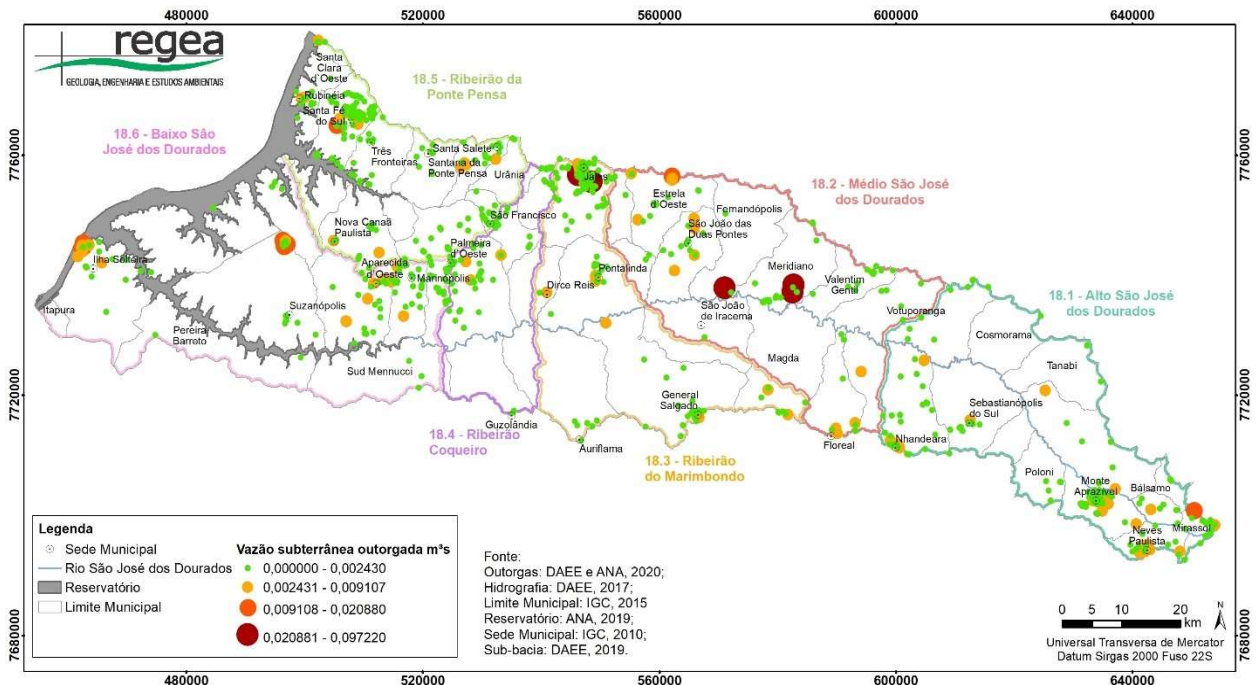 480000 520000 560000 600000 640000
regea
GEOLOGIA, ENGENHARIA E ESTUDOS AMBIENTAIS
Santa
Clara
d'Oeste
Rubinéia
Santa Fé
do Sul
18.5 - Ribeirão da
Ponte Pensa
18.6 - Baixo São
José dos Dourados
Três
Fronteiras
Santa Salete
Santana da
Ponte Pensa
Urânia
Jales
7760000
7760000
18.2 - Médio São José
dos Dourados
Estrela
d'Oeste
Fernandópolis
São João das
Duas Pontes
São Francisco
Nova Canaã
Paulista
Palmeira
d'Oeste
Aparecida
d'Oeste
Marinópolis
Pontalinda
Meridiano
Valentim
Gentil
Ilha Solteira
Dirce Reis
18.1 - Alto São José
dos Dourados
Itapura
Suzanópolis
São João
de Iracema
Votuporanga
Cosmorama
Pereira
Barreto
Magda
Tanabi
Sud Mennucci
7720000
7720000
General
Salgado
Sebastianópolis
do Sul
Guzolândia
18.4 - Ribeirão
Coqueiro
Auriflama
Floreal
Nhandeara
18.3 - Ribeirão
do Marimbondo
Poloni
Monte
Aprazível
Bálsamo
Neves
Paulista
Mirassol
Legenda
Sede Municipal
Rio São José dos Dourados
Reservatório
Limite Municipal
Vazão subterrânea outorgada m³s
0,000000 - 0,002430
0,002431 - 0,009107
0,009108 - 0,020880
0,020881 - 0,097220
Fonte:
Outorgas: DAEE e ANA, 2020;
Hidrografia: DAEE, 2017;
Limite Municipal: IGC, 2015
Reservatório: ANA, 2019;
Sede Municipal: IGC, 2010;
Sub-bacia: DAEE, 2019.
0 5 10 20
km
N
Universal Transversa de Mercator
Datum Sirgas 2000 Fuso 22S
7680000
7680000
480000 520000 560000 600000 640000